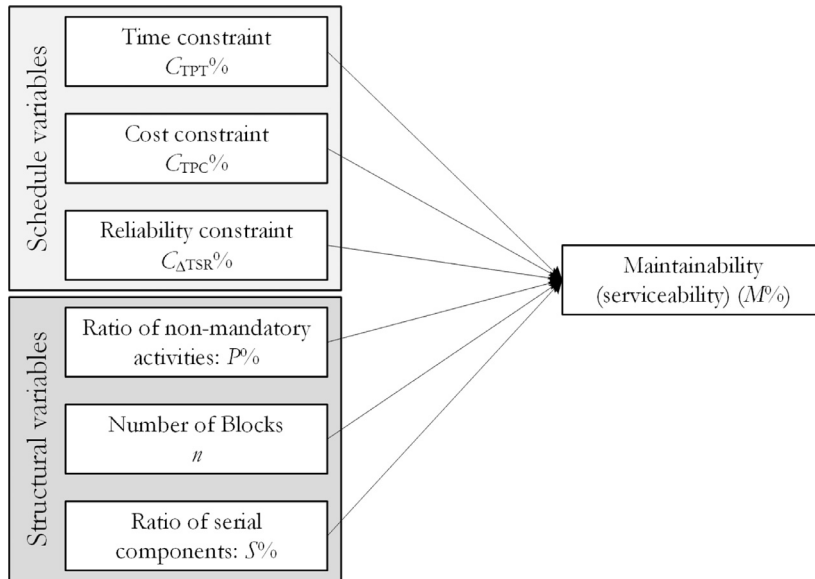 Schedule variables
Time constraint
C_TPT%
Cost constraint
C_TPC%
Reliability constraint
C_ΔTSR%
Structural variables
Ratio of non-mandatory
activities: P%
Number of Blocks
n
Ratio of serial
components: S%
Maintainability
(serviceability) (M%)